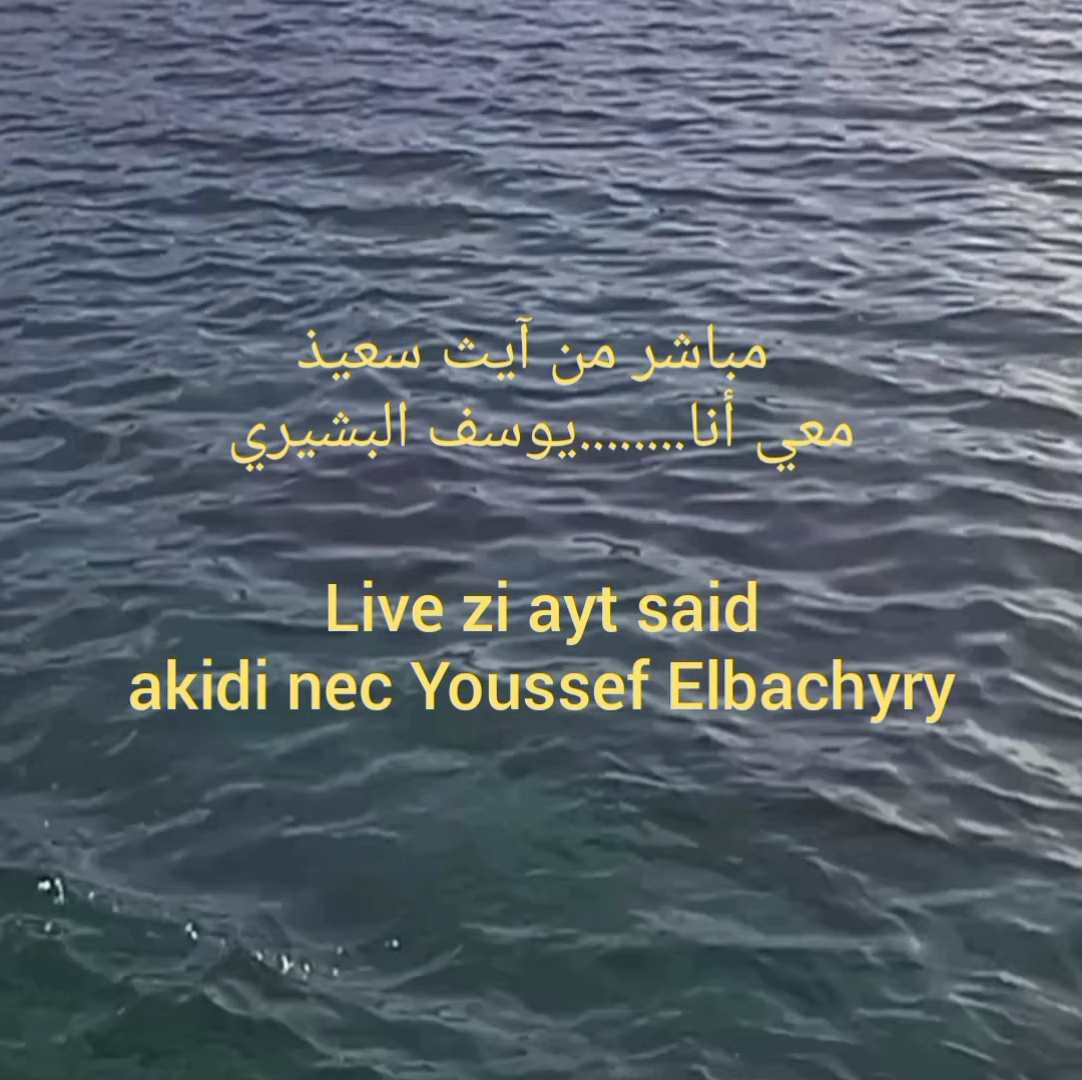 مباشر من آيث سعيذ
معي أنا........يوسف البشيري
Live zi ayt said
akidi nec Youssef Elbachyry